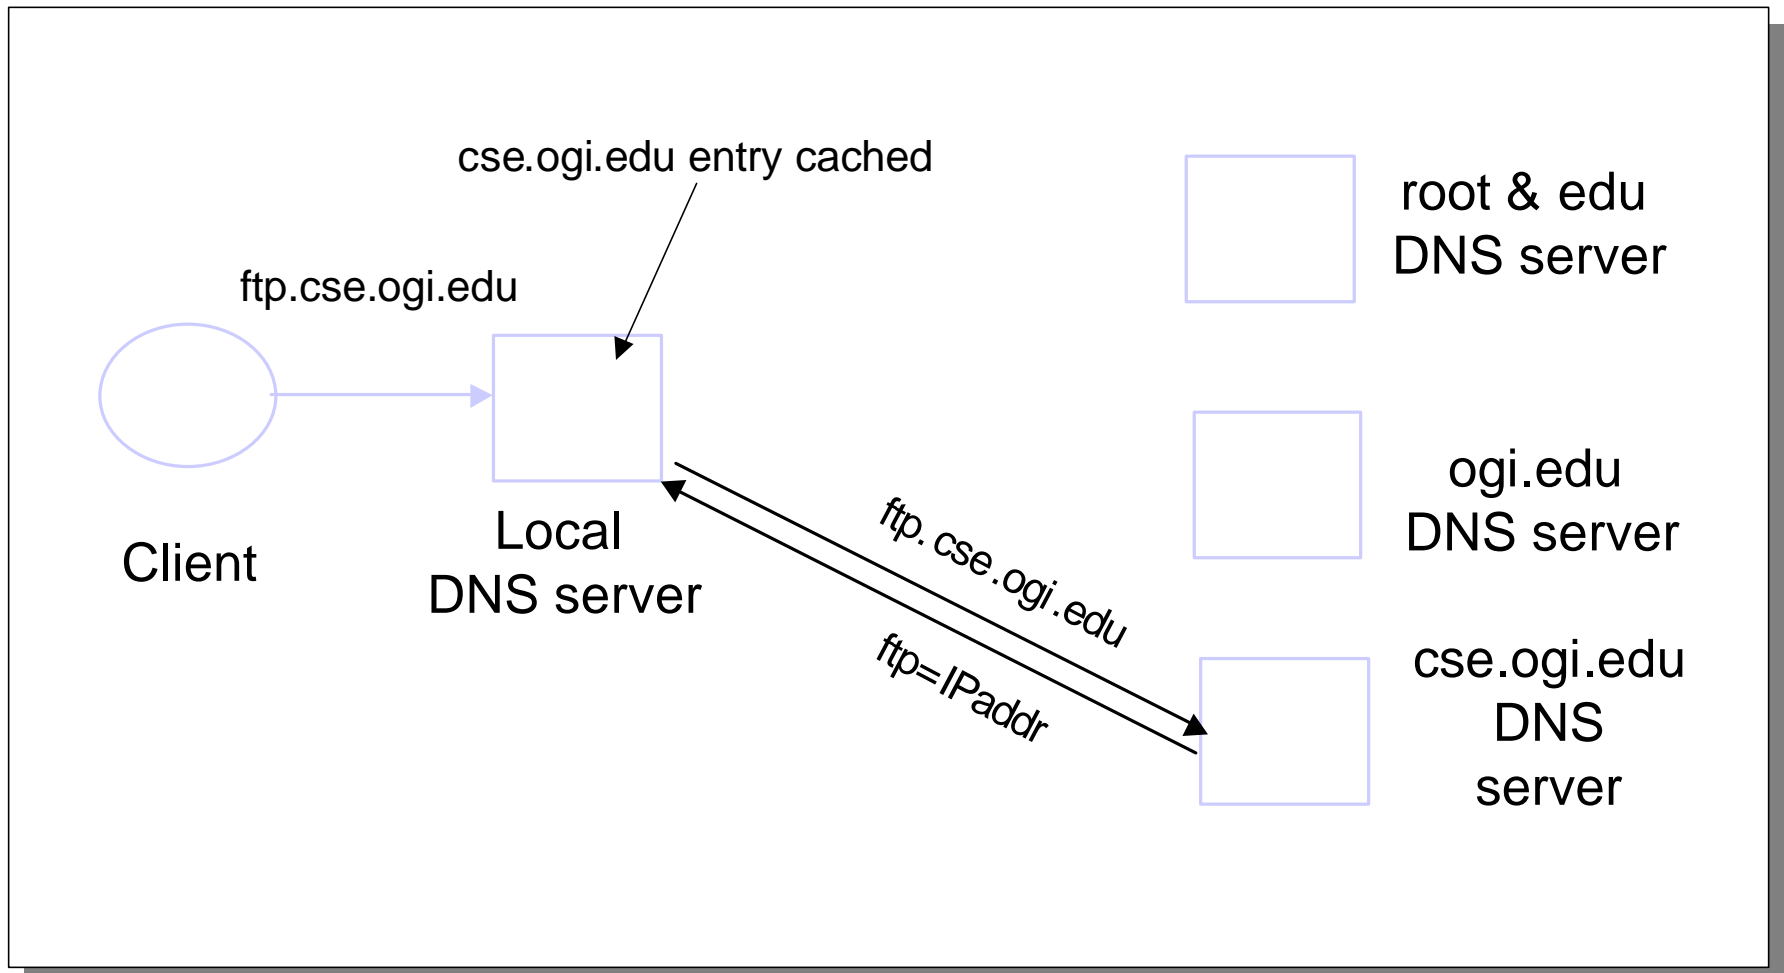 cse.ogi.edu entry cached
root & edu
DNS server
ftp.cse.ogi.edu
ogi.edu
DNS server
Client
Local
DNS server
ftp. cse.ogi.edu
ftp=IPaddr
cse.ogi.edu
DNS
server